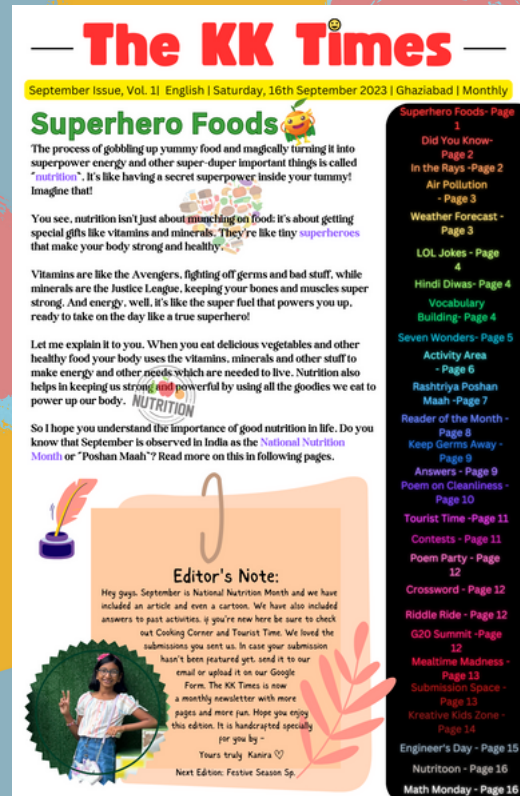 The KK Times
September Issue, Vol. 1| English | Saturday, 16th September 2023 | Ghaziabad | Monthly
Superhero Foods
The process of gobbling up yummy food and magically turning it into
superpower energy and other super-duper important things is called
"nutrition". It's like having a secret superpower inside your tummy!
Imagine that!
You see, nutrition isn't just about munching on food; it's about getting
special gifts like vitamins and minerals. They're like tiny superheroes
that make your body strong and healthy.
Vitamins are like the Avengers, fighting off germs and bad stuff, while
minerals are the Justice League, keeping your bones and muscles super
strong. And energy, well, it's like the super fuel that powers you up,
ready to take on the day like a true superhero!
Let me explain it to you. When you eat delicious vegetables and other
healthy food your body uses the vitamins, minerals and other stuff to
make energy and other needs which are needed to live. Nutrition also
helps in keeping us strong and powerful by using all the goodies we eat to
power up our body.
NUTRITION
So I hope you understand the importance of good nutrition in life. Do you
know that September is observed in India as the National Nutrition
Month or "Poshan Maah"? Read more on this in following pages.
Editor's Note:
Hey guys, September is National Nutrition Month and we have
included an article and even a cartoon. We have also included
answers to past activities. if you're new here be sure to check
out Cooking Corner and Tourist Time. We loved the
submissions you sent us. In case your submission
hasn't been featured yet, send it to our
email or upload it on our Google
Form. The KK Times is now
a monthly newsletter with more
pages and more fun. Hope you enjoy
this edition. It is handcrafted specially
for you by -
Yours truly Kanira ♡
Next Edition: Festive Season Sp.
Superhero Foods- Page
1
Did You Know-
Page 2
In the Rays -Page 2
Air Pollution
- Page 3
Weather Forecast -
Page 3
LOL Jokes - Page
4
Hindi Diwas- Page 4
Vocabulary
Building- Page 4
Seven Wonders- Page 5
Activity Area
- Page 6
Rashtriya Poshan
Maah -Page 7
Reader of the Month -
Page 8
Keep Germs Away -
Page 9
Answers - Page 9
Poem on Cleanliness -
Page 10
Tourist Time -Page 11
Contests - Page 11
Poem Party - Page
12
Crossword - Page 12
Riddle Ride - Page 12
G20 Summit -Page
12
Mealtime Madness -
Page 13
Submission Space -
Page 13
Kreative Kids Zone -
Page 14
Engineer's Day - Page 15
Nutritoon - Page 16
Math Monday - Page 16